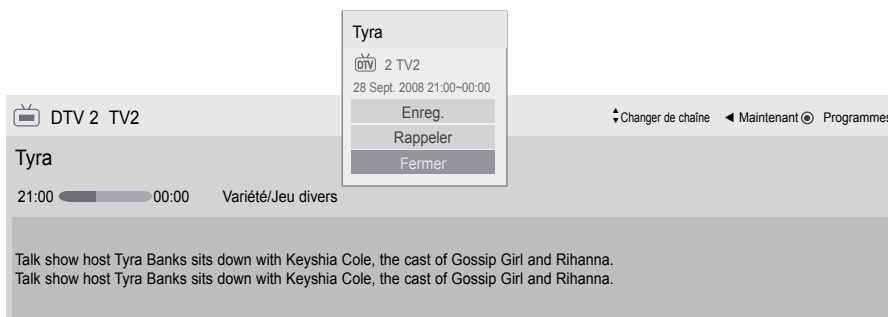 Tyra
DTV 2 TV2
28 Sept. 2008 21:00~00:00
Enreg.
Rappeler
Fermer
DTV 2 TV2
Changer de chaîne ◄ Maintenant ◉ Programmes
Tyra
21:00 00:00 Variété/Jeu divers
Talk show host Tyra Banks sits down with Keyshia Cole, the cast of Gossip Girl and Rihanna.
Talk show host Tyra Banks sits down with Keyshia Cole, the cast of Gossip Girl and Rihanna.